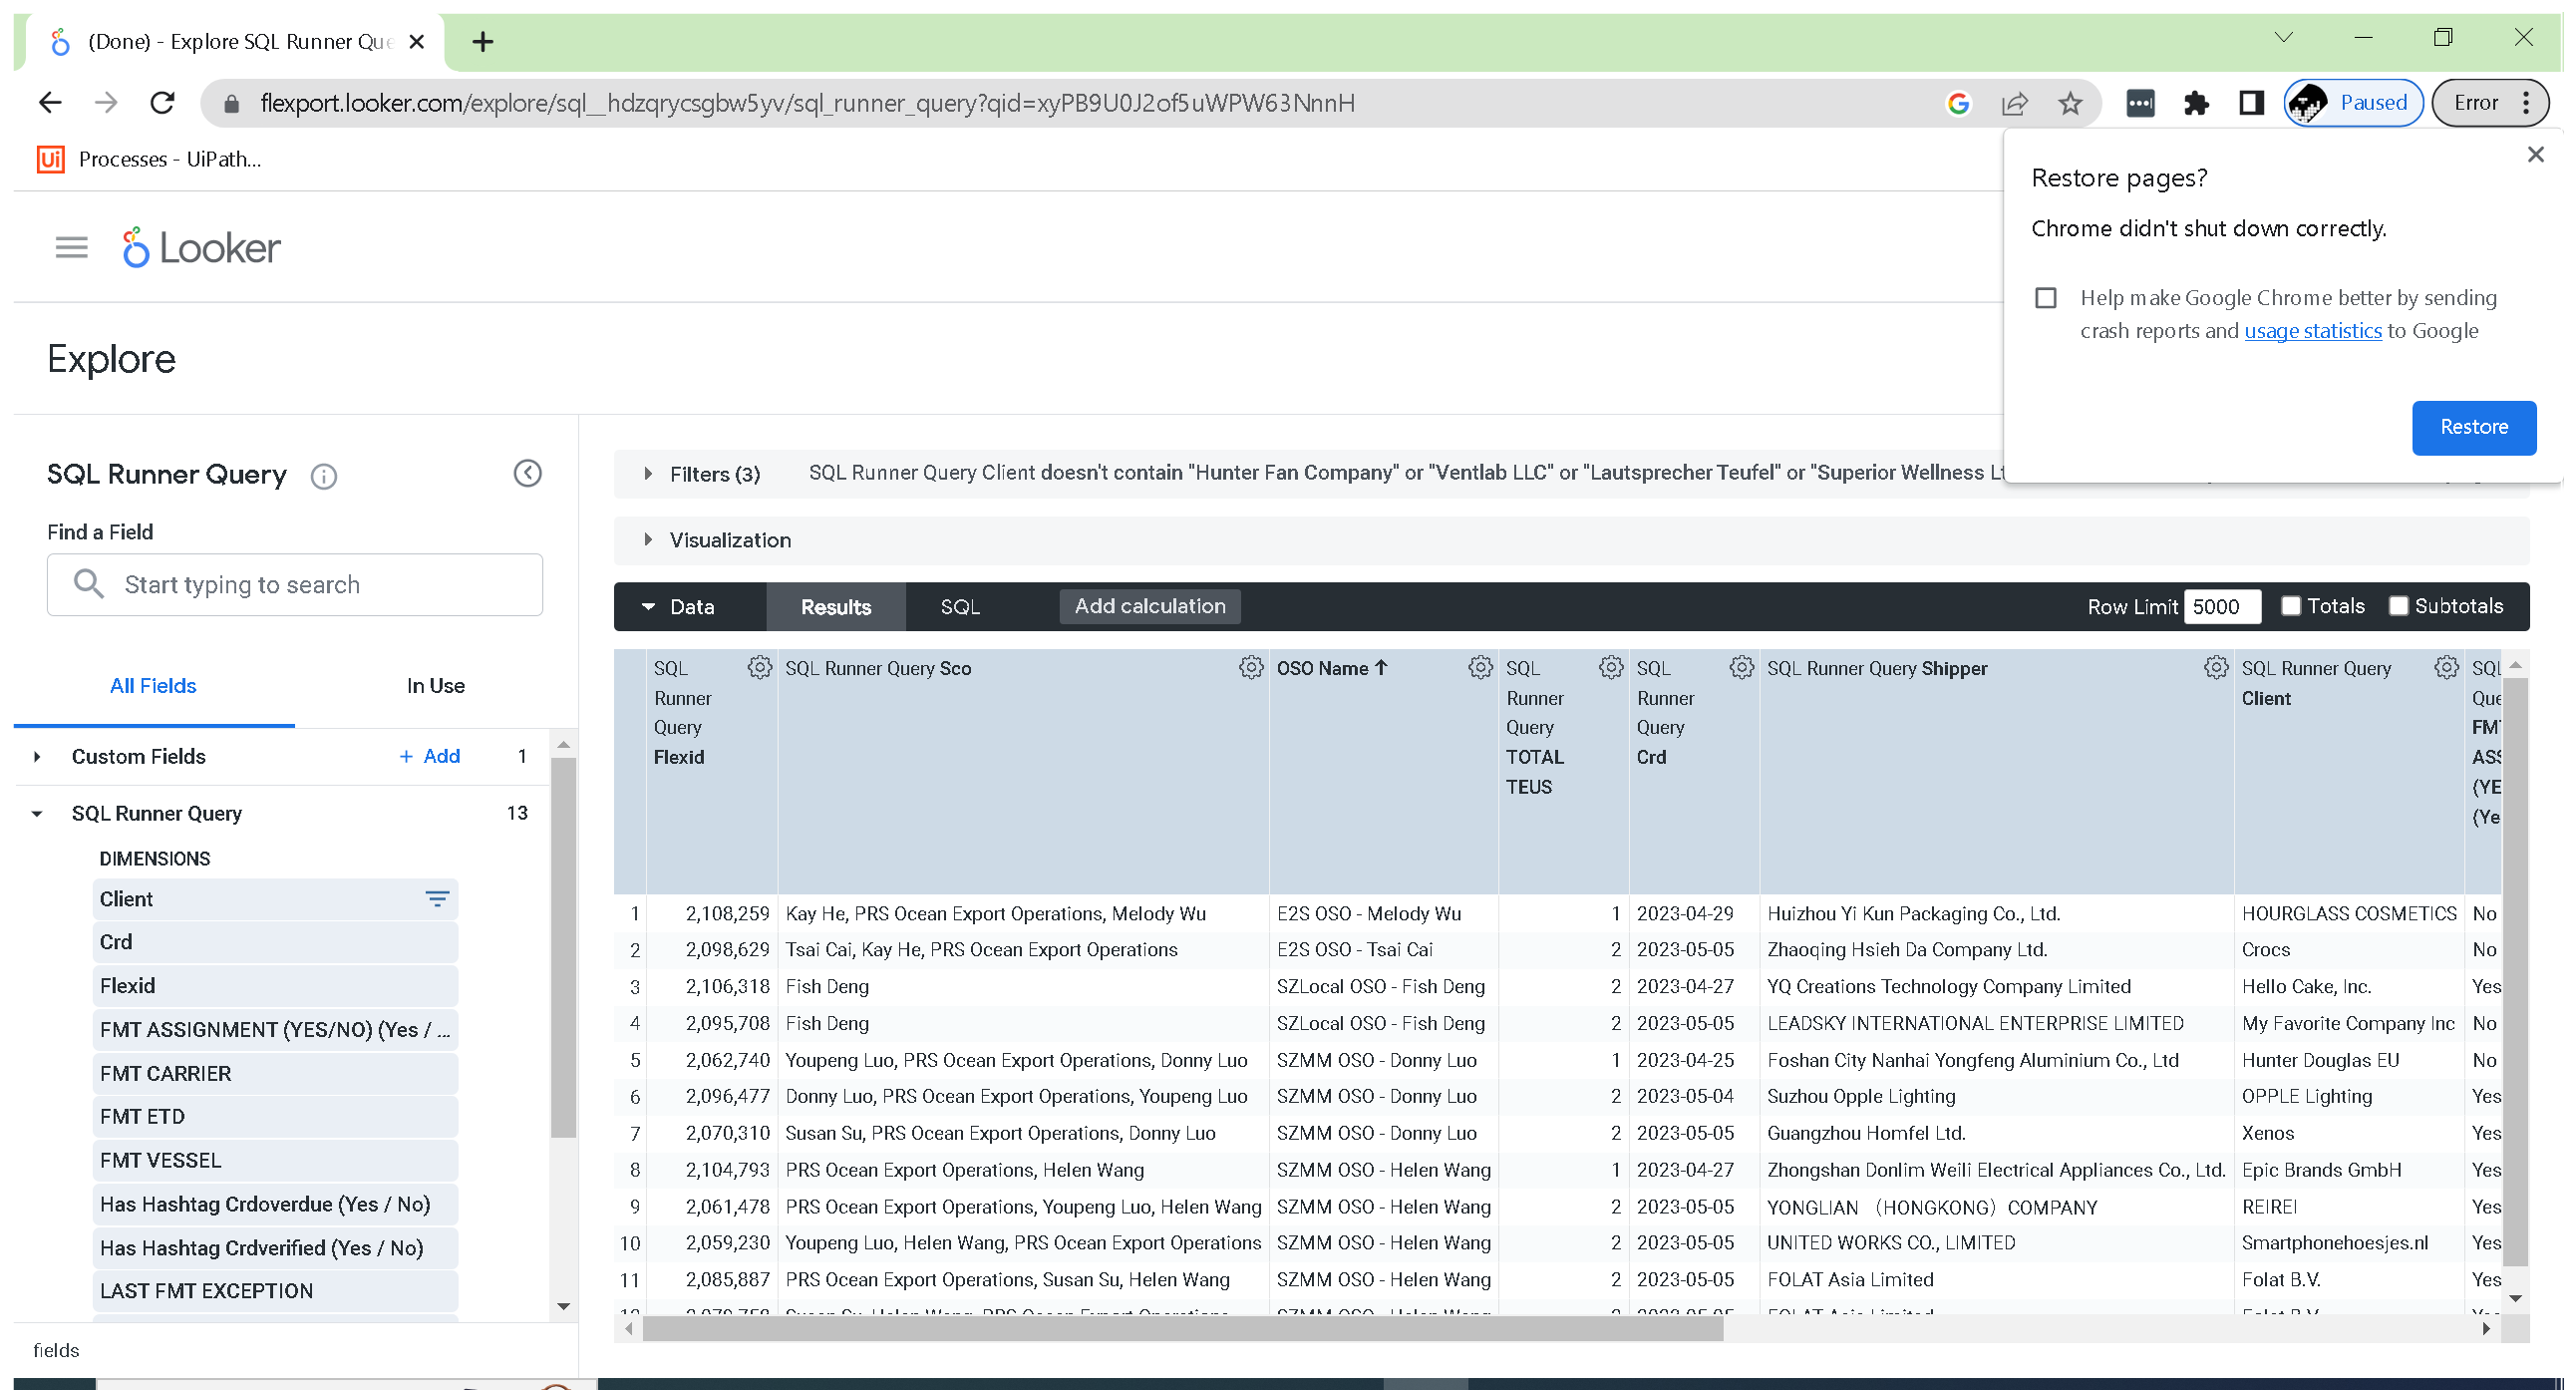 (Done) - Explore SQL Runner Que
flexport.looker.com/explore/sql__hdzqrycsgbw5yv/sql_runner_query?qid=xyPB9U0J2of5uWPW63NnnH
Paused
Error
Ui Processes - UiPath...
Restore pages?
Chrome didn't shut down correctly.
Help make Google Chrome better by sending
crash reports and usage statistics to Google
Restore
Looker
Explore
SQL Runner Query
Find a Field
Start typing to search
All Fields In Use
Custom Fields + Add 1
SQL Runner Query 13
DIMENSIONS
Client
Crd
Flexid
FMT ASSIGNMENT (YES/NO) (Yes / ...
FMT CARRIER
FMT ETD
FMT VESSEL
Has Hashtag Crdoverdue (Yes / No)
Has Hashtag Crdverified (Yes / No)
LAST FMT EXCEPTION
fields
Filters (3) SQL Runner Query Client doesn't contain "Hunter Fan Company" or "Ventlab LLC" or "Lautsprecher Teufel" or "Superior Wellness
Visualization
Data Results SQL Add calculation Row Limit 5000 Totals Subtotals
SQL Runner Query Flexid
SQL Runner Query Sco
OSO Name ↑
SQL Runner Query TOTAL TEUS
SQL Runner Query Crd
SQL Runner Query Shipper
SQL Runner Query Client
1 2,108,259 Kay He, PRS Ocean Export Operations, Melody Wu E2S OSO - Melody Wu 1 2023-04-29 Huizhou Yi Kun Packaging Co., Ltd. HOURGLASS COSMETICS No
2 2,098,629 Tsai Cai, Kay He, PRS Ocean Export Operations E2S OSO - Tsai Cai 2 2023-05-05 Zhaoqing Hsieh Da Company Ltd. Crocs No
3 2,106,318 Fish Deng SZLocal OSO - Fish Deng 2 2023-04-27 YQ Creations Technology Company Limited Hello Cake, Inc. Yes
4 2,095,708 Fish Deng SZLocal OSO - Fish Deng 2 2023-05-05 LEADSKY INTERNATIONAL ENTERPRISE LIMITED My Favorite Company Inc No
5 2,062,740 Youpeng Luo, PRS Ocean Export Operations, Donny Luo SZMM OSO - Donny Luo 1 2023-04-25 Foshan City Nanhai Yongfeng Aluminium Co., Ltd Hunter Douglas EU No
6 2,096,477 Donny Luo, PRS Ocean Export Operations, Youpeng Luo SZMM OSO - Donny Luo 2 2023-05-04 Suzhou Opple Lighting OPPLE Lighting Yes
7 2,070,310 Susan Su, PRS Ocean Export Operations, Donny Luo SZMM OSO - Donny Luo 2 2023-05-05 Guangzhou Homfel Ltd. Xenos Yes
8 2,104,793 PRS Ocean Export Operations, Helen Wang SZMM OSO - Helen Wang 1 2023-04-27 Zhongshan Donlim Weili Electrical Appliances Co., Ltd. Epic Brands GmbH Yes
9 2,061,478 PRS Ocean Export Operations, Youpeng Luo, Helen Wang SZMM OSO - Helen Wang 2 2023-05-05 YONGLIAN （HONGKONG）COMPANY REIREI Yes
10 2,059,230 Youpeng Luo, Helen Wang, PRS Ocean Export Operations SZMM OSO - Helen Wang 2 2023-05-05 UNITED WORKS CO., LIMITED Smartphonehoesjes.nl Yes
11 2,085,887 PRS Ocean Export Operations, Susan Su, Helen Wang SZMM OSO - Helen Wang 2 2023-05-05 FOLAT Asia Limited Folat B.V. Yes